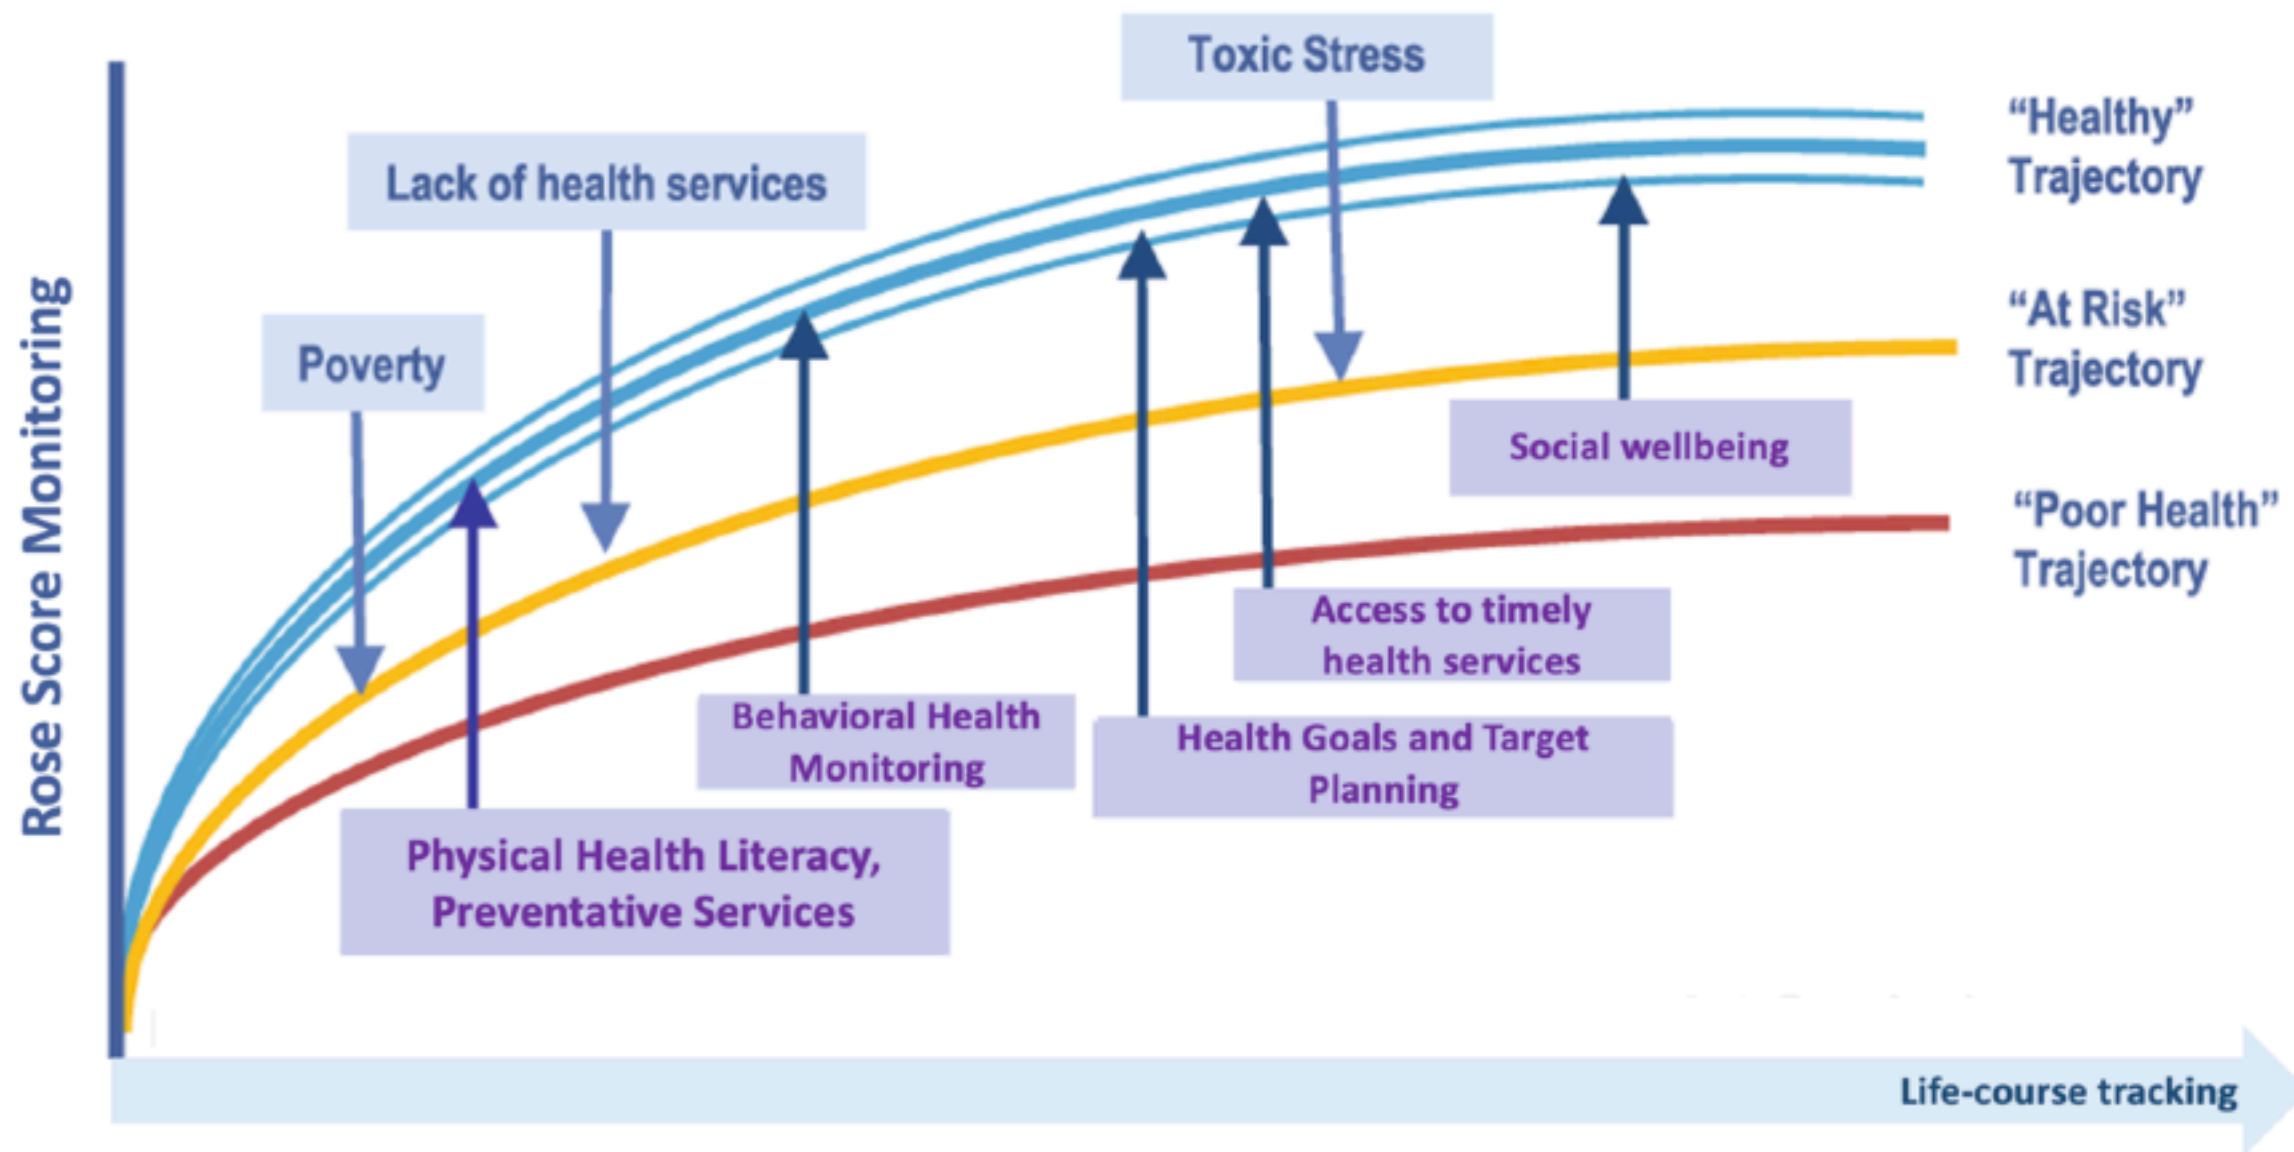 Toxic Stress
“Healthy”
Trajectory
Lack of health services
“At Risk”
Trajectory
Poverty
Social wellbeing
“Poor Health”
Trajectory
Rose Score Monitoring
Access to timely
health services
Behavioral Health
Monitoring
Health Goals and Target
Planning
Physical Health Literacy,
Preventative Services
Life-course tracking